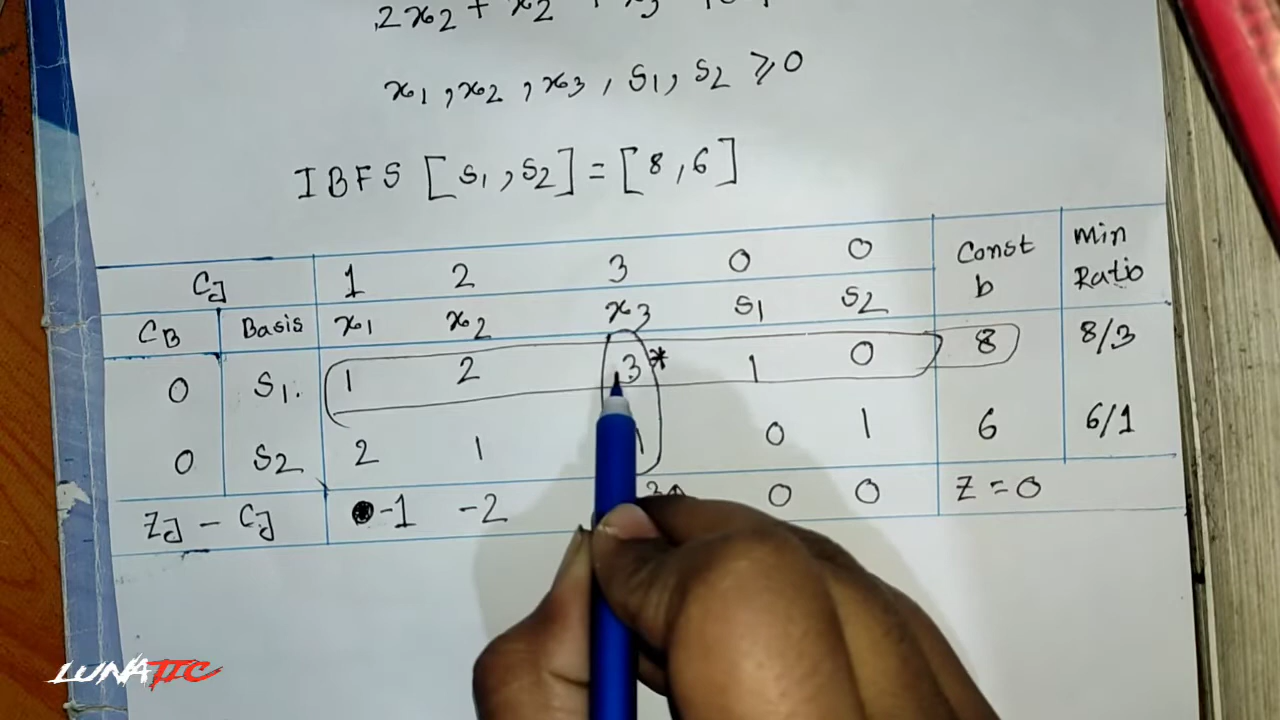 2x2 + x2
x1, x2, x3, s1, s2 ≥ 0
IBFS [s1, s2] = [8, 6]
CJ 1 2 3 0 0 Const b Min Ratio
CB Basis x1 x2 x3 s1 s2
0 S1. 1 2 3* 1 0 8 8/3
0 S2 2 1 1 0 1 6 6/1
ZJ - CJ -1 -2 0 0 Z = 0
LUNATIC